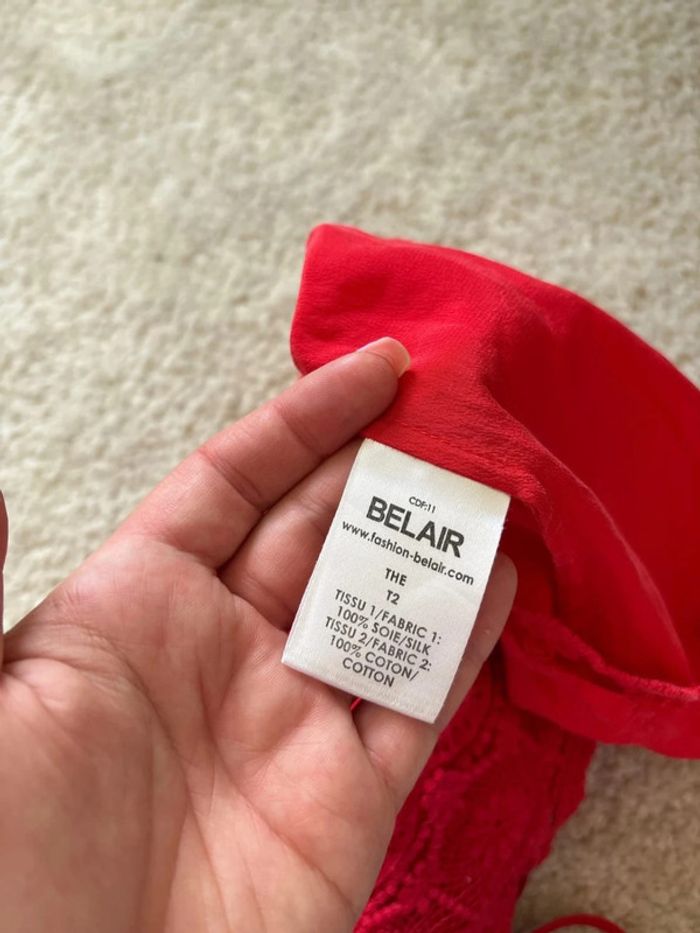 CDF:11
BELAIR
www.fashion-belair.com
THE
T2
TISSU 1/FABRIC 1:
100% SOIE/SILK
TISSU 2/FABRIC 2:
100% COTON/
COTTON